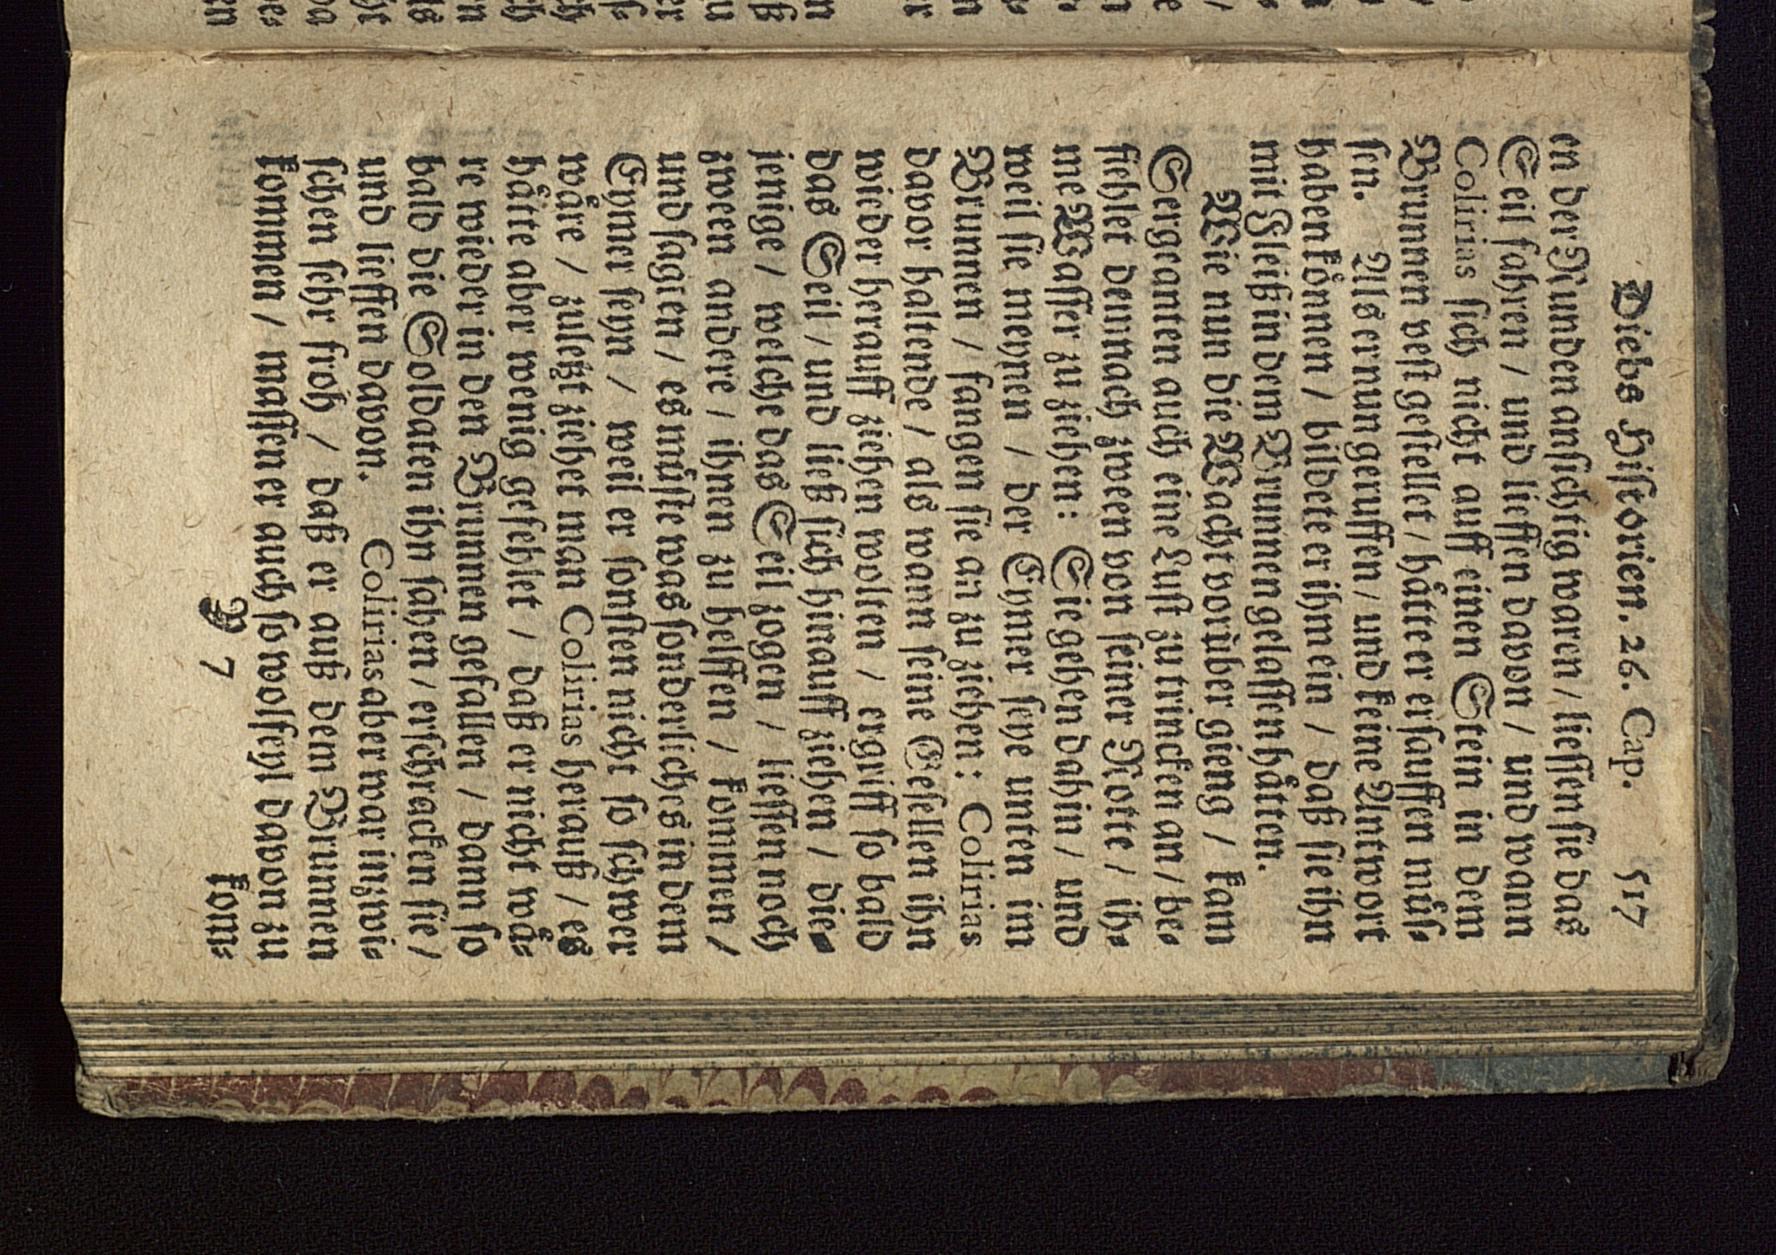 Diebs Historien. 26. Cap. 517
en der Runden ansichtig waren / liessen sie das
Seil fahren / und lieffen davon / und wann
Colirias sich nicht auff einen Stein in dem
Brunnen vest gestellet / hätte er ersauffen müs-
sen. Als er nun geruffen / und keine Antwort
haben können / bildete er ihm ein / daß sie ihn
mit Fleiß in dem Brunnen gelassen hätten.
Wie nun die Wacht vorüber gieng / kam
Sergeanten auch eine Lust zu trincken an / be-
fiehlet demnach zween von seiner Rotte / ih-
me Wasser zu ziehen: Sie gehen dahin / und
weil sie meynen / der Eymer seye unten im
Brunnen / fangen sie an zu ziehen: Colirias
davor haltende / als wann seine Gesellen ihn
wieder herauff ziehen wolten / ergriff so bald
das Seil / und ließ sich hinauff ziehen / die-
jenige / welche das Seil zogen / liessen noch
zween andere / ihnen zu helffen / kommen /
und sagten / es müste was sonderliches in dem
Eymer seyn / weil er sonsten nicht so schwer
wäre / zuletzt ziehet man Colirias herauß / es
hätte aber wenig gefehlet / daß er nicht wä-
re wieder in den Brunnen gefallen / dann so
bald die Soldaten ihn sahen / erschracken sie /
und lieffen davon. Colirias aber war inzwi-
schen sehr froh / daß er auß dem Brunnen
kommen / massen er auch so wolfeyl davon zu
Y 7 kom-